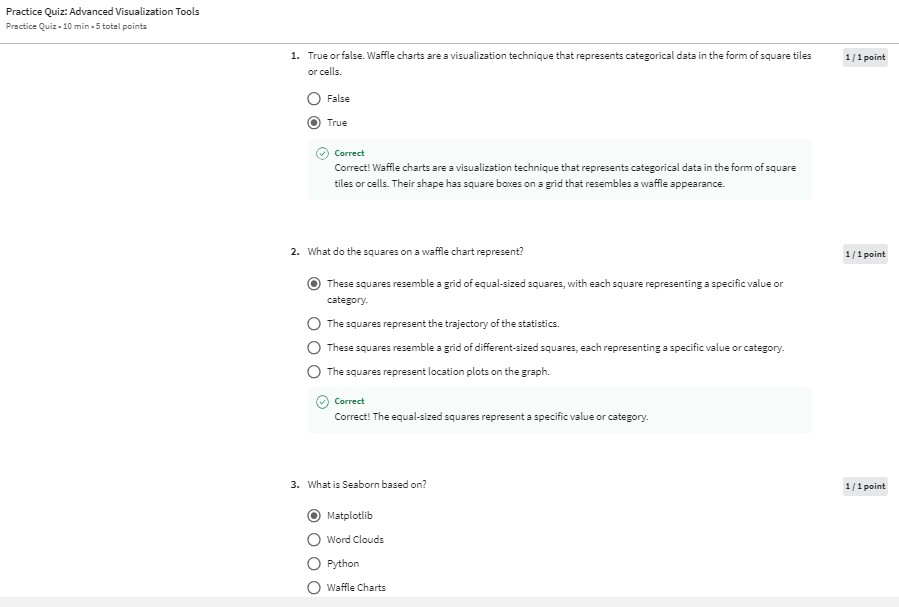 Practice Quiz: Advanced Visualization Tools
Practice Quiz • 10 min • 5 total points
1. True or false. Waffle charts are a visualization technique that represents categorical data in the form of square tiles
or cells.
1 / 1 point
False
True
Correct
Correct! Waffle charts are a visualization technique that represents categorical data in the form of square
tiles or cells. Their shape has square boxes on a grid that resembles a waffle appearance.
2. What do the squares on a waffle chart represent?
1 / 1 point
These squares resemble a grid of equal-sized squares, with each square representing a specific value or
category.
The squares represent the trajectory of the statistics.
These squares resemble a grid of different-sized squares, each representing a specific value or category.
The squares represent location plots on the graph.
Correct
Correct! The equal-sized squares represent a specific value or category.
3. What is Seaborn based on?
1 / 1 point
Matplotlib
Word Clouds
Python
Waffle Charts